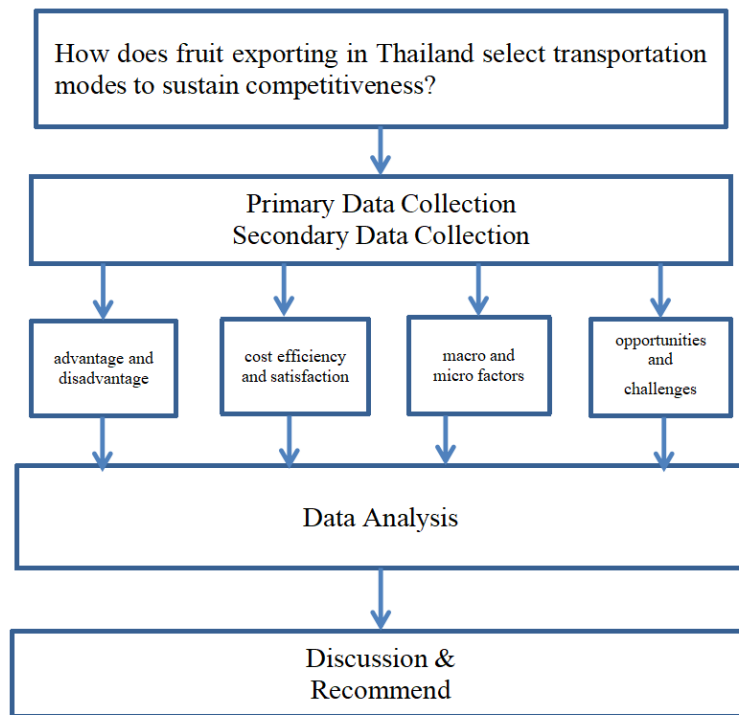 How does fruit exporting in Thailand select transportation
modes to sustain competitiveness?
Primary Data Collection
Secondary Data Collection
advantage and
disadvantage
cost efficiency
and satisfaction
macro and
micro factors
opportunities
and
challenges
Data Analysis
Discussion &
Recommend